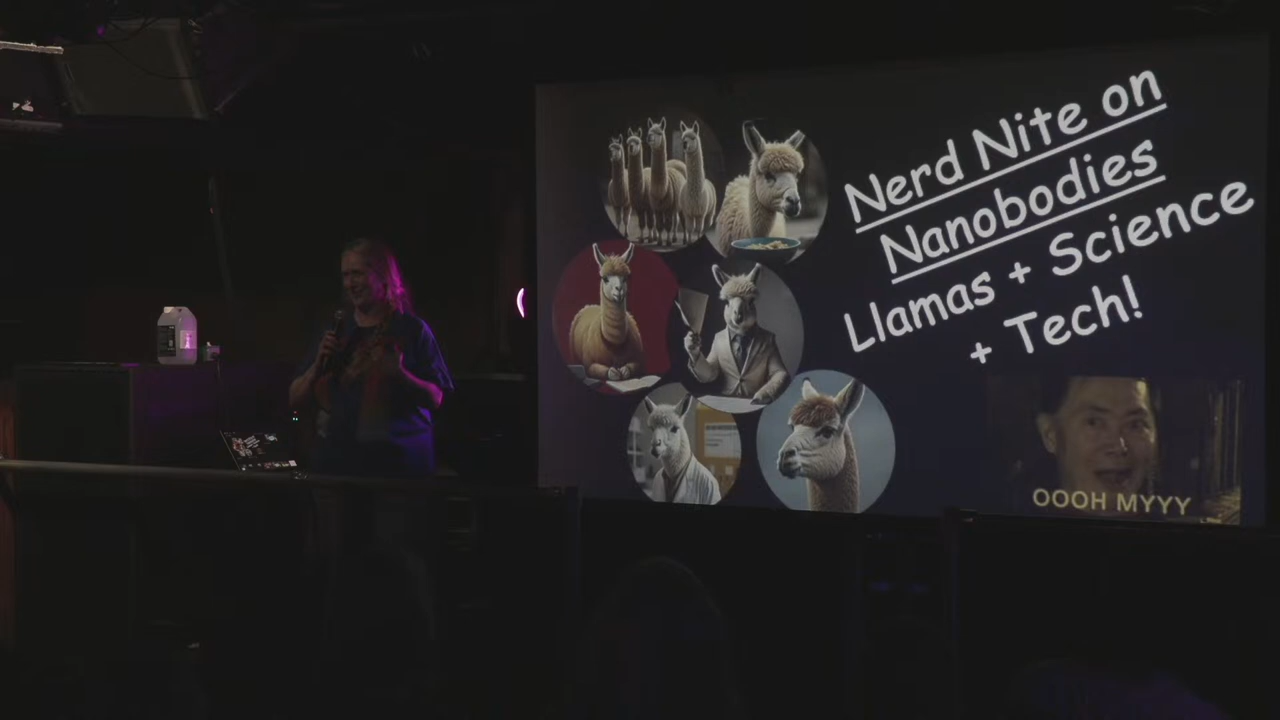 Nerd Nite on
Nanobodies
Llamas + Science
+ Tech!
OOOH MYYY